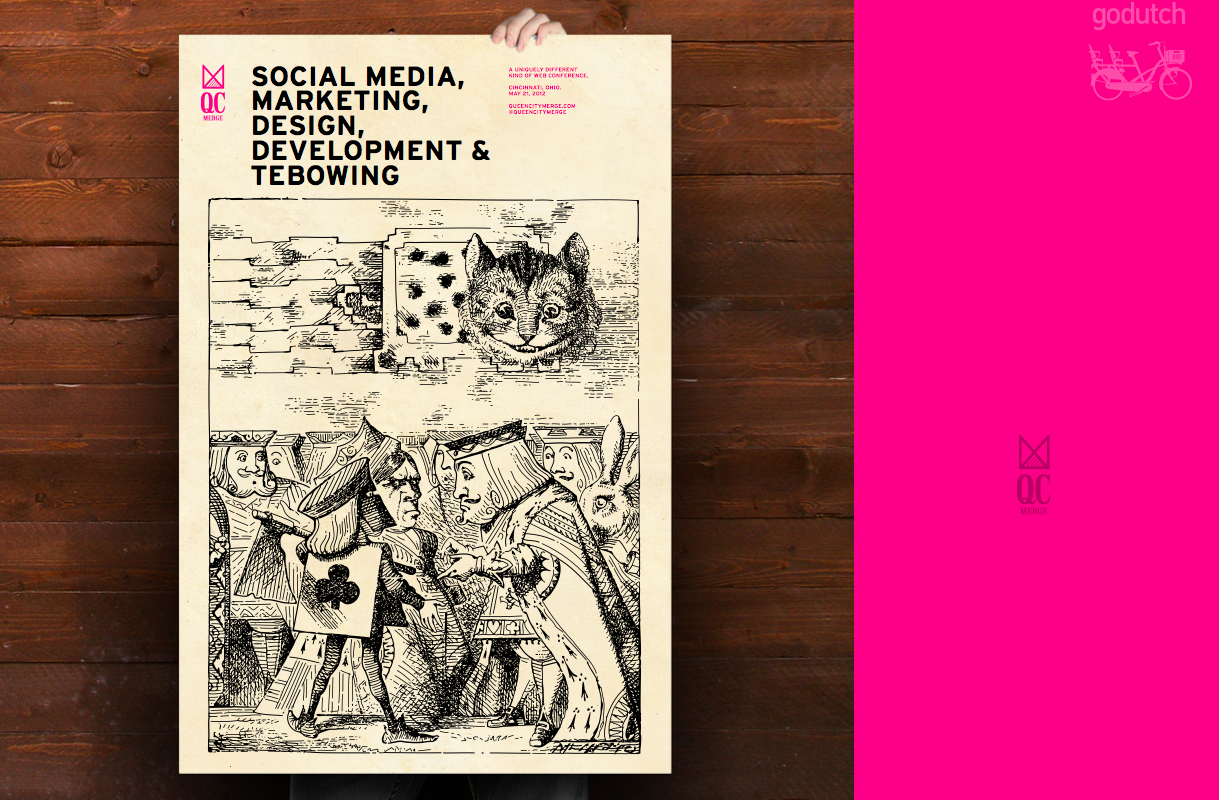 QC
MERGE
SOCIAL MEDIA,
MARKETING,
DESIGN,
DEVELOPMENT &
TEBOWING
A UNIQUELY DIFFERENT
KIND OF WEB CONFERENCE.
CINCINNATI, OHIO.
MAY 21, 2012
QUEENCITYMERGE.COM
@QUEENCITYMERGE
godutch
QC
MERGE